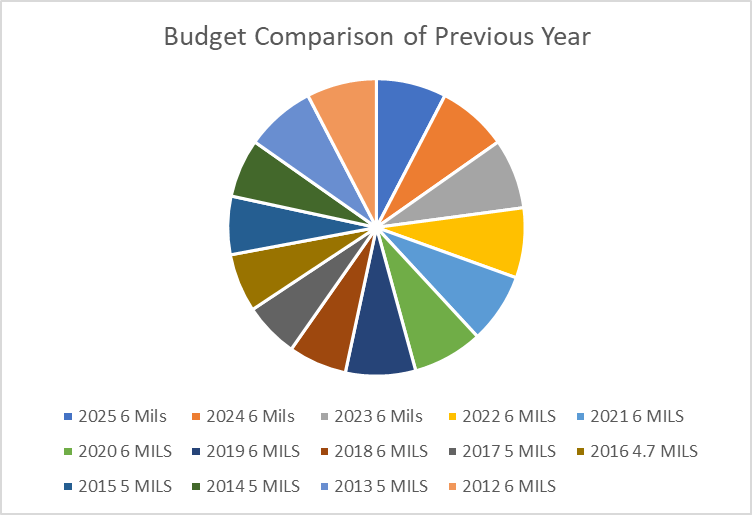 Budget Comparison of Previous Year
2025 6 Mils 2024 6 Mils 2023 6 Mils 2022 6 MILS 2021 6 MILS
2020 6 MILS 2019 6 MILS 2018 6 MILS 2017 5 MILS 2016 4.7 MILS
2015 5 MILS 2014 5 MILS 2013 5 MILS 2012 6 MILS